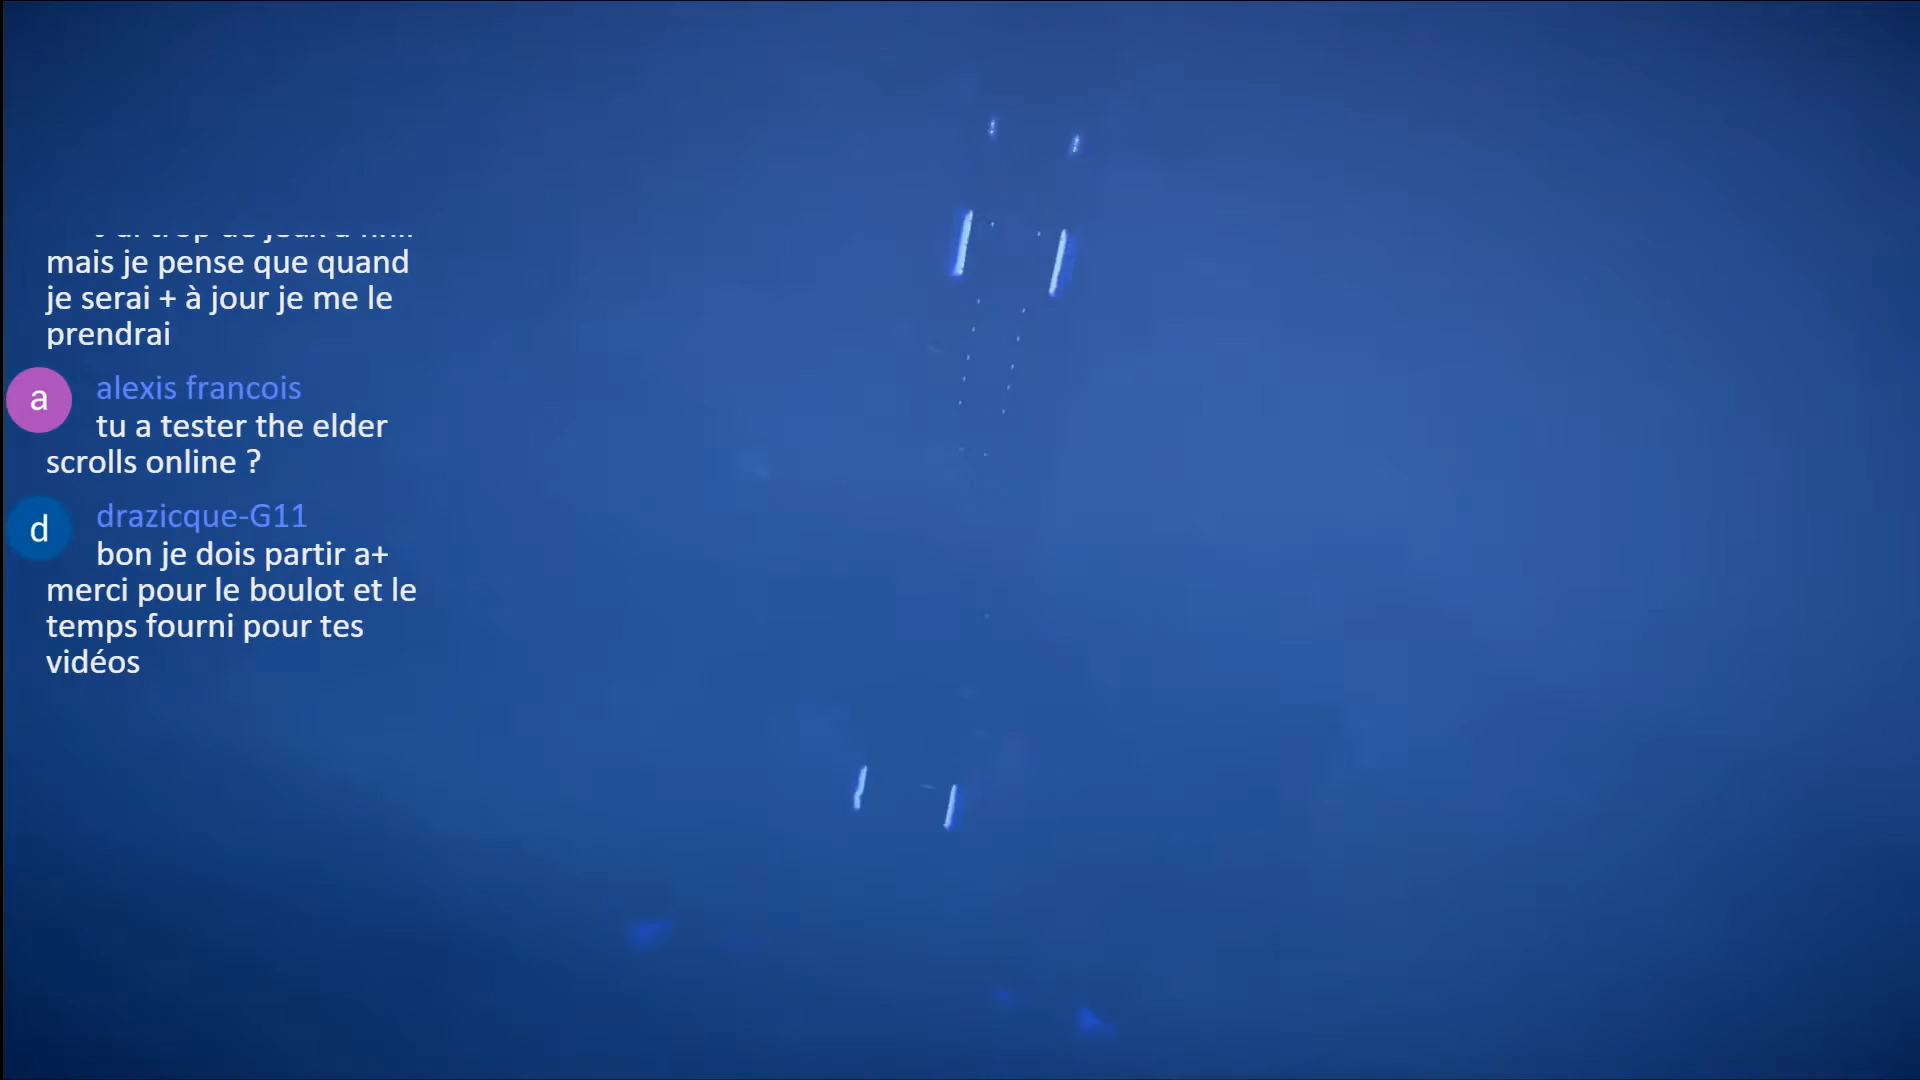 mais je pense que quand
je serai + à jour je me le
prendrai
a
alexis francois
tu a tester the elder
scrolls online ?
d
drazicque-G11
bon je dois partir a+
merci pour le boulot et le
temps fourni pour tes
vidéos